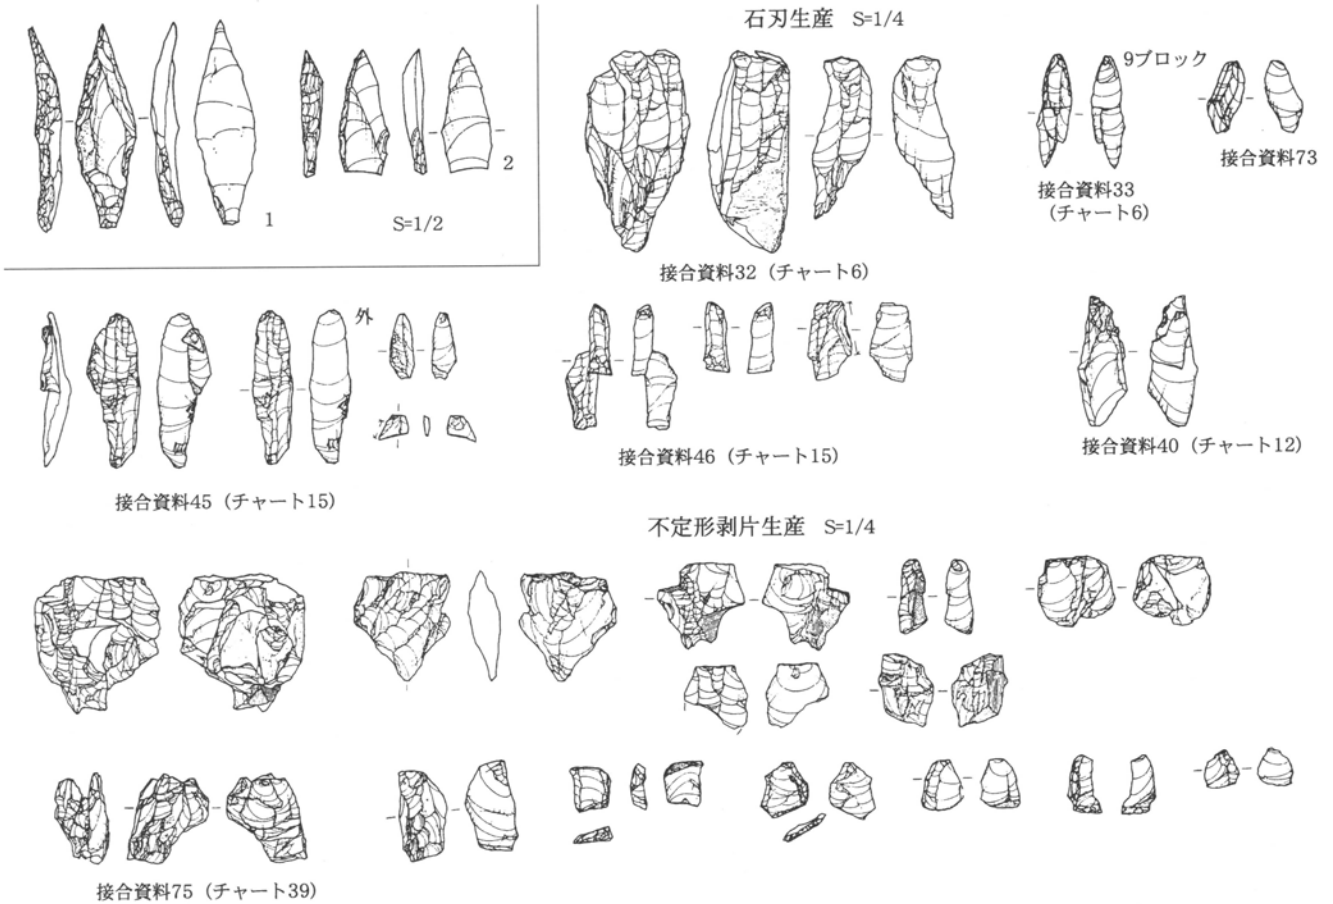 1
2
S=1/2
石刃生産 S=1/4
接合資料32（チャート6）
9ブロック
接合資料33
（チャート6）
接合資料73
外
接合資料45（チャート15）
接合資料46（チャート15）
接合資料40（チャート12）
不定形剥片生産 S=1/4
接合資料75（チャート39）